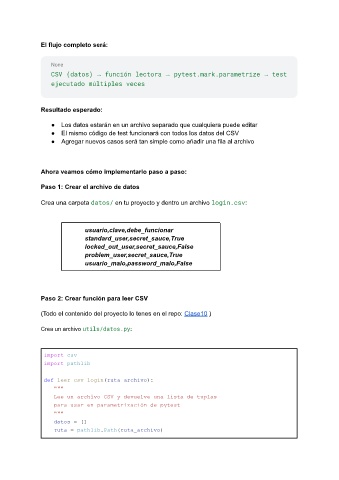 El flujo completo será:
None
CSV (datos) → función lectora → pytest.mark.parametrize → test
ejecutado múltiples veces
Resultado esperado:
● Los datos estarán en un archivo separado que cualquiera puede editar
● El mismo código de test funcionará con todos los datos del CSV
● Agregar nuevos casos será tan simple como añadir una fila al archivo
Ahora veamos cómo implementarlo paso a paso:
Paso 1: Crear el archivo de datos
Crea una carpeta datos/ en tu proyecto y dentro un archivo login.csv:
usuario,clave,debe_funcionar
standard_user,secret_sauce,True
locked_out_user,secret_sauce,False
problem_user,secret_sauce,True
usuario_malo,password_malo,False
Paso 2: Crear función para leer CSV
(Todo el contenido del proyecto lo tenes en el repo: Clase10 )
Crea un archivo utils/datos.py:
import csv
import pathlib
def leer_csv_login(ruta_archivo):
"""
Lee un archivo CSV y devuelve una lista de tuplas
para usar en parametrización de pytest
"""
datos = []
ruta = pathlib.Path(ruta_archivo)